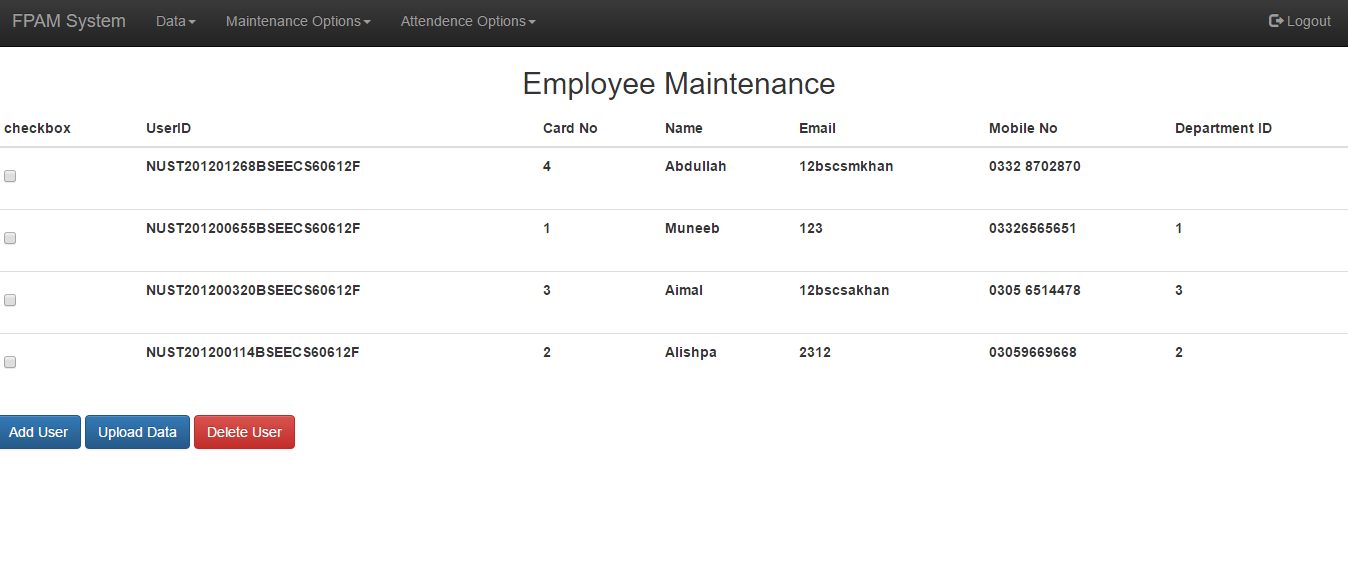 FPAM System Data Maintenance Options Attendence Options Logout
Employee Maintenance
checkbox UserID Card No Name Email Mobile No Department ID
NUST201201268BSEECS60612F 4 Abdullah 12bscsmkhan 0332 8702870
NUST201200655BSEECS60612F 1 Muneeb 123 03326565651 1
NUST201200320BSEECS60612F 3 Aimal 12bscsakhan 0305 6514478 3
NUST201200114BSEECS60612F 2 Alishpa 2312 03059669668 2
Add User Upload Data Delete User